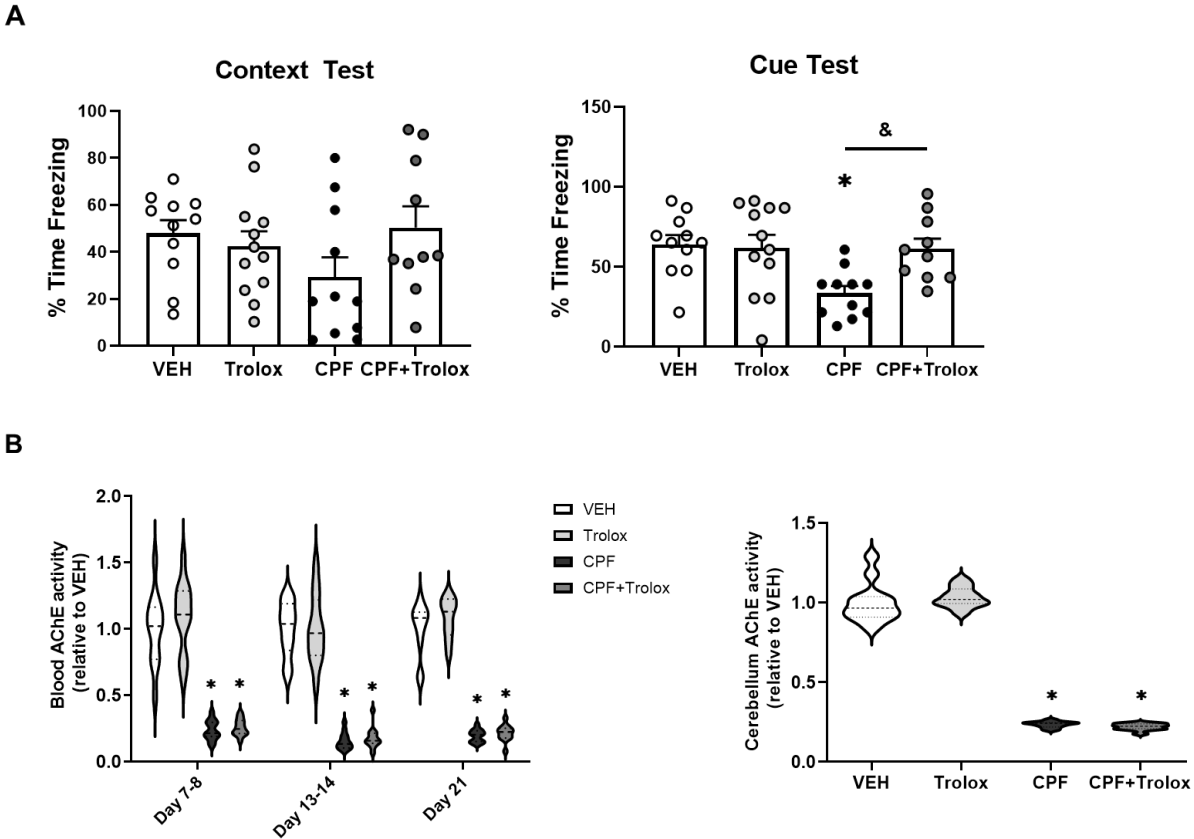 A
Context Test
% Time Freezing
100
80
60
40
20
0
VEH Trolox CPF CPF+Trolox
Cue Test
% Time Freezing
150
100
50
0
&
*
VEH Trolox CPF CPF+Trolox
B
Blood AChE activity
(relative to VEH)
2.0
1.5
1.0
0.5
0.0
* * * * * *
Day 7-8
Day 13-14
Day 21
VEH
Trolox
CPF
CPF+Trolox
Cerebellum AChE activity
(relative to VEH)
1.5
1.0
0.5
0.0
* *
VEH Trolox CPF CPF+Trolox